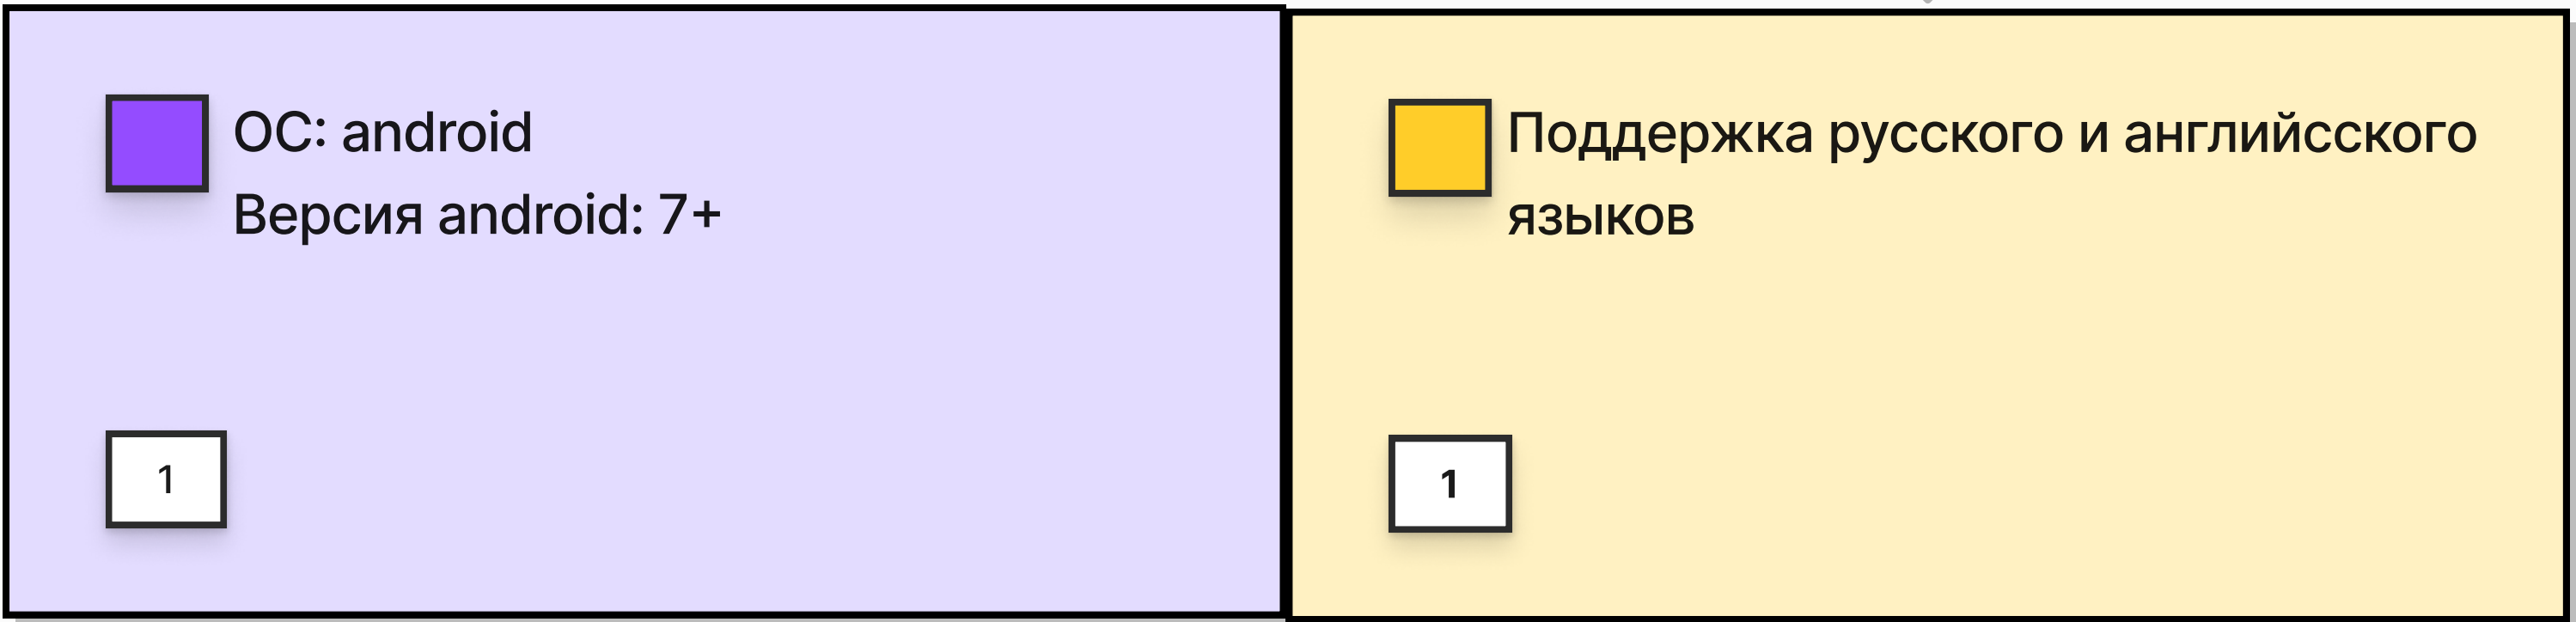 ОС: android
Версия android: 7+
1
Поддержка русского и английсского
языков
1